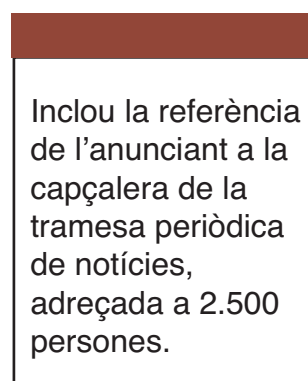 Inclou la referència
de l’anunciant a la
capçalera de la
tramesa periòdica
de notícies,
adreçada a 2.500
persones.